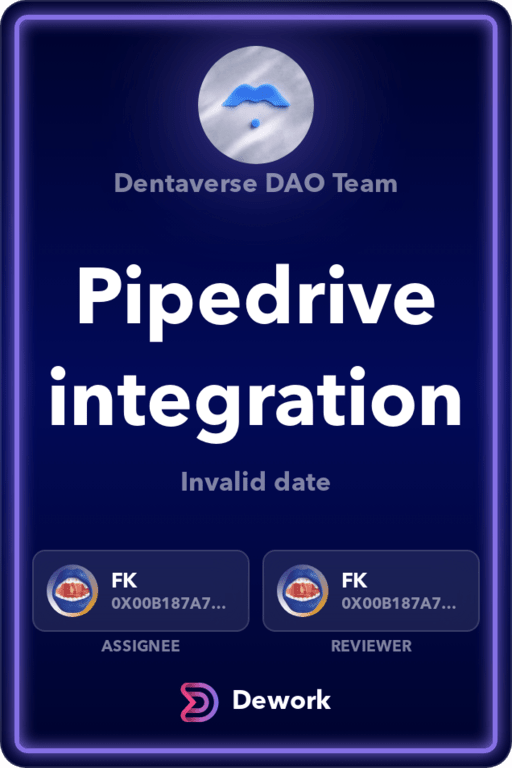 Dentaverse DAO Team
Pipedrive
integration
Invalid date
FK
0X00B187A7...
ASSIGNEE
FK
0X00B187A7...
REVIEWER
Dework